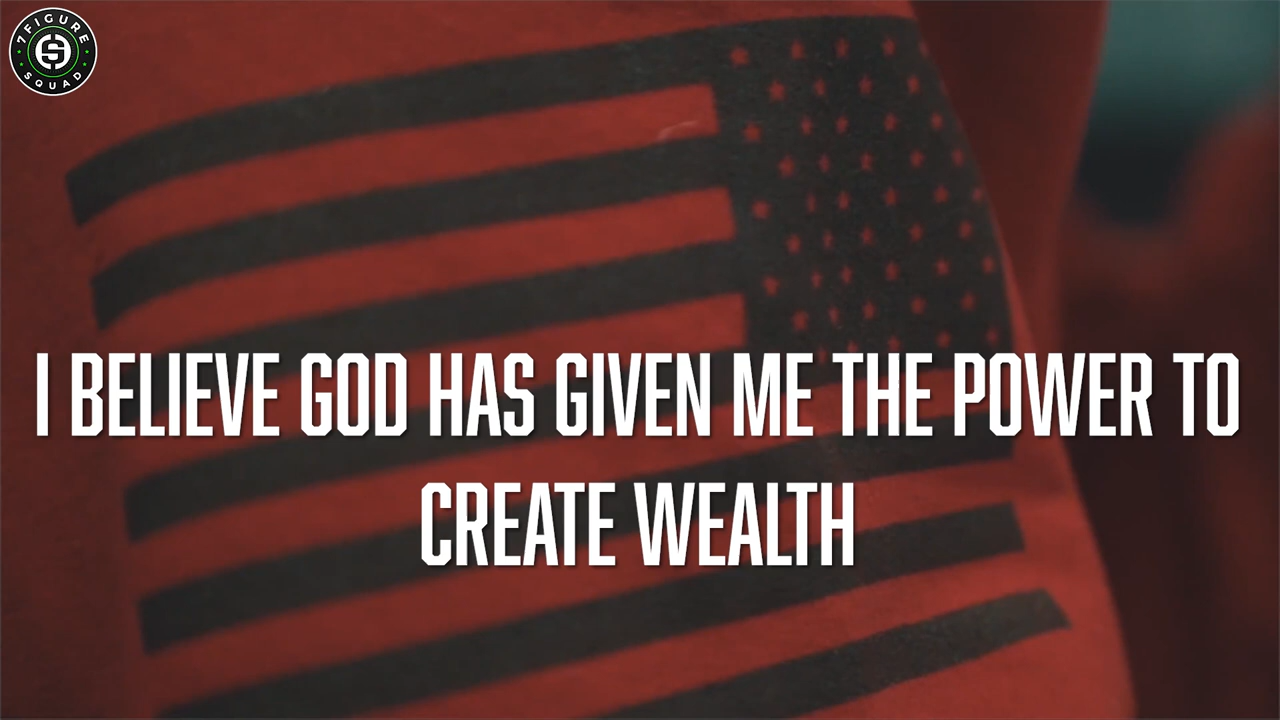 7FIGURE
SQUAD
I BELIEVE GOD HAS GIVEN ME THE POWER TO
CREATE WEALTH